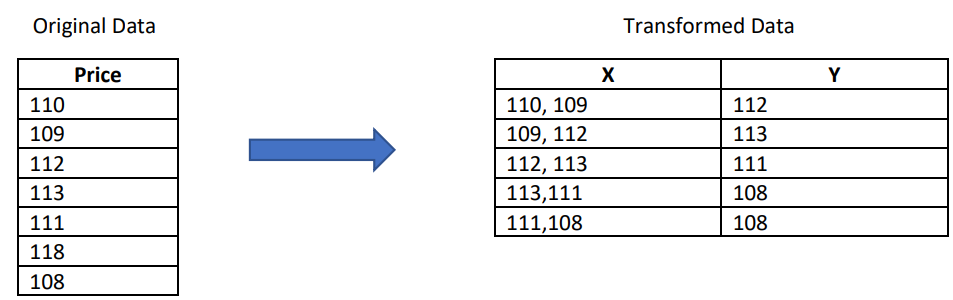 Original Data
Price
110
109
112
113
111
118
108
Transformed Data
X Y
110, 109 112
109, 112 113
112, 113 111
113,111 108
111,108 108